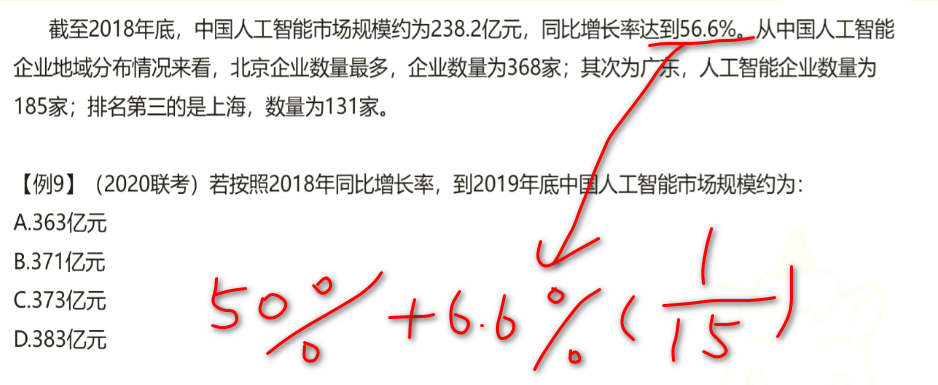 截至2018年底，中国人工智能市场规模约为238.2亿元，同比增长率达到56.6%。从中国人工智能
企业地域分布情况来看，北京企业数量最多，企业数量为368家；其次为广东，人工智能企业数量为
185家；排名第三的是上海，数量为131家。
【例9】（2020联考）若按照2018年同比增长率，到2019年底中国人工智能市场规模约为：
A.363亿元
B.371亿元
C.373亿元
D.383亿元
50%+6.6%(1/15)